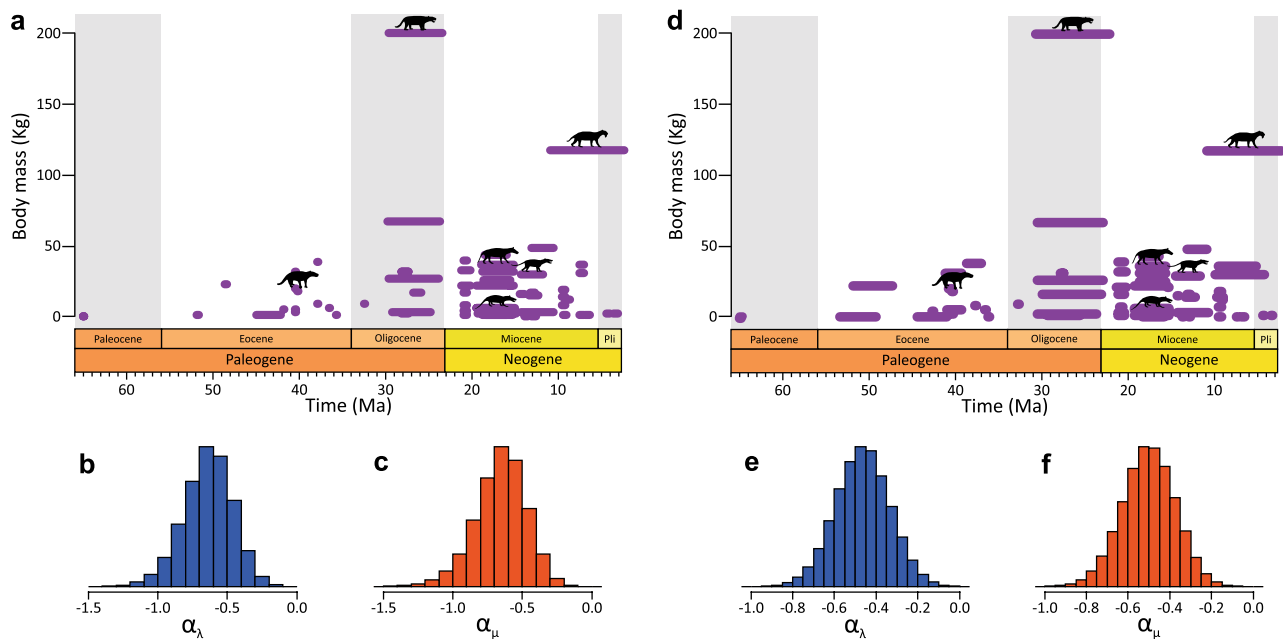 a
200
150
100
50
0
Body mass (Kg)
Paleocene Eocene Oligocene Miocene Pli
Paleogene Neogene
60 50 40 30 20 10
Time (Ma)
d
200
150
100
50
0
Body mass (Kg)
Paleocene Eocene Oligocene Miocene Pli
Paleogene Neogene
60 50 40 30 20 10
Time (Ma)
b
-1.5 -1.0 -0.5 0.0
αλ
c
-1.5 -1.0 -0.5 0.0
αμ
e
-1.0 -0.8 -0.6 -0.4 -0.2 0.0
αλ
f
-1.0 -0.8 -0.6 -0.4 -0.2 0.0
αμ